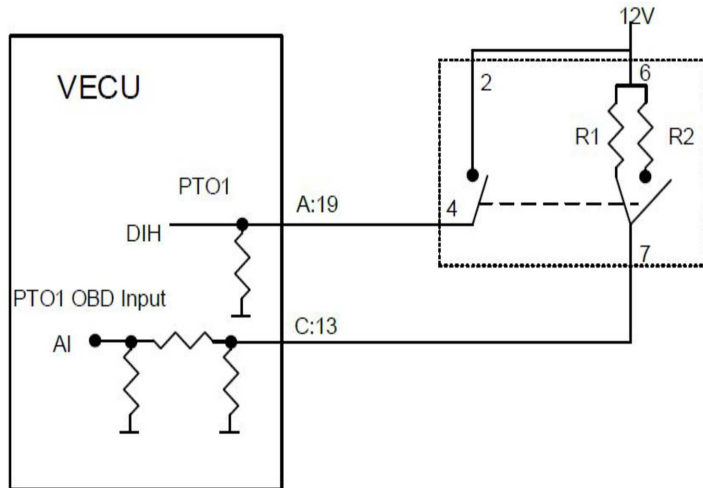 12V
VECU
2
6
R1
R2
PTO1
A:19
4
DIH
7
PTO1 OBD Input
C:13
AI